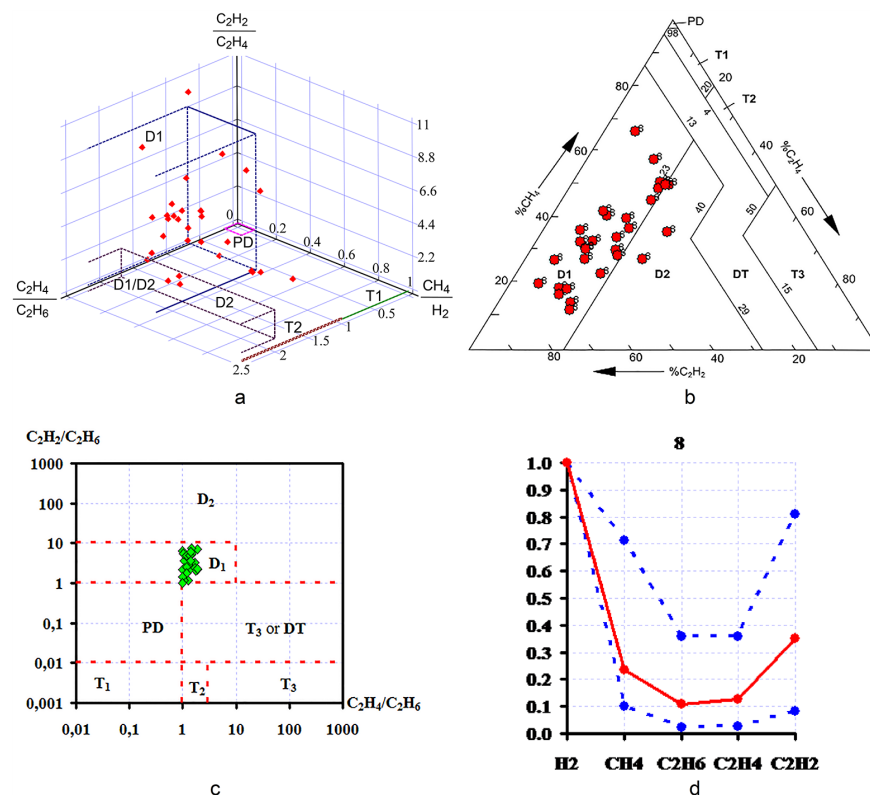 C₂H₂
C₂H₄
D1
D1/D2
D2
PD
T1
T2
C₂H₄
C₂H₆
CH₄
H₂
11
8.8
6.6
4.4
2.2
0
0.2
0.4
0.6
0.8
1
0.5
1
1.5
2
2.5
a
PD
98
T1
20
20
T2
4
80
13
40
%C₂H₄
60
%CH₄
60
23
40
40
50
60
80
20
D1
D2
DT
T3
29
15
80
60
40
20
%C₂H₂
8
b
C₂H₂/C₂H₆
1000
100
10
1
0,1
0,01
0,001
D₂
D₁
PD
T₃ or DT
T₁
T₂
T₃
C₂H₄/C₂H₆
0,01
0,1
1
10
100
1000
c
8
1.0
0.9
0.8
0.7
0.6
0.5
0.4
0.3
0.2
0.1
0.0
H2 CH4 C2H6 C2H4 C2H2
d